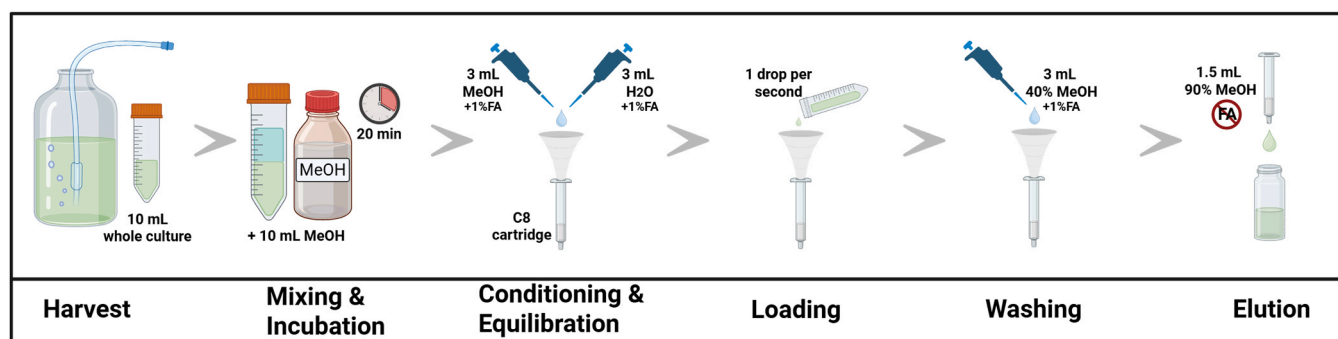 10 mL
whole culture
MeOH
20 min
+ 10 mL MeOH
3 mL
MeOH
+1%FA
3 mL
H2O
+1%FA
C8
cartridge
1 drop per
second
3 mL
40% MeOH
+1%FA
1.5 mL
90% MeOH
FA
Harvest
Mixing &
Incubation
Conditioning &
Equilibration
Loading
Washing
Elution